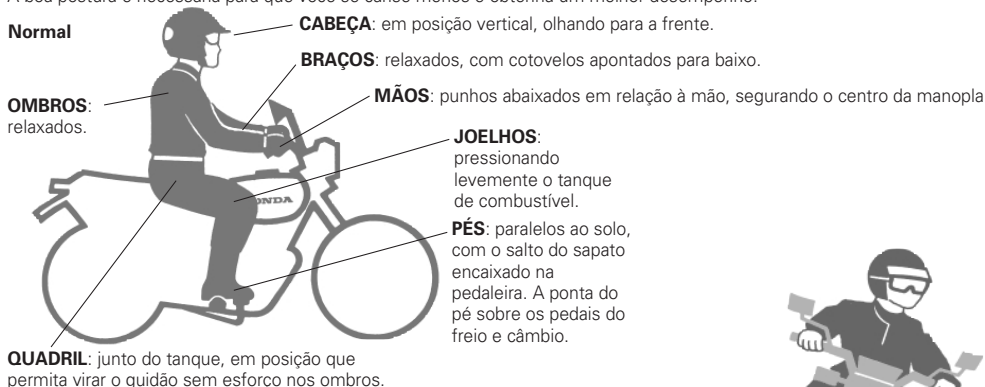 A boa postura é necessária para que você se canse menos e obtenha um melhor desempenho.
Normal
CABEÇA: em posição vertical, olhando para a frente.
BRAÇOS: relaxados, com cotovelos apontados para baixo.
MÃOS: punhos abaixados em relação à mão, segurando o centro da manopla
OMBROS:
relaxados.
JOELHOS:
pressionando
levemente o tanque
de combustível.
ONDA
PÉS: paralelos ao solo,
com o salto do sapato
encaixado na
pedaleira. A ponta do
pé sobre os pedais do
freio e câmbio.
QUADRIL: junto do tanque, em posição que
permita virar o guidão sem esforço nos ombros.